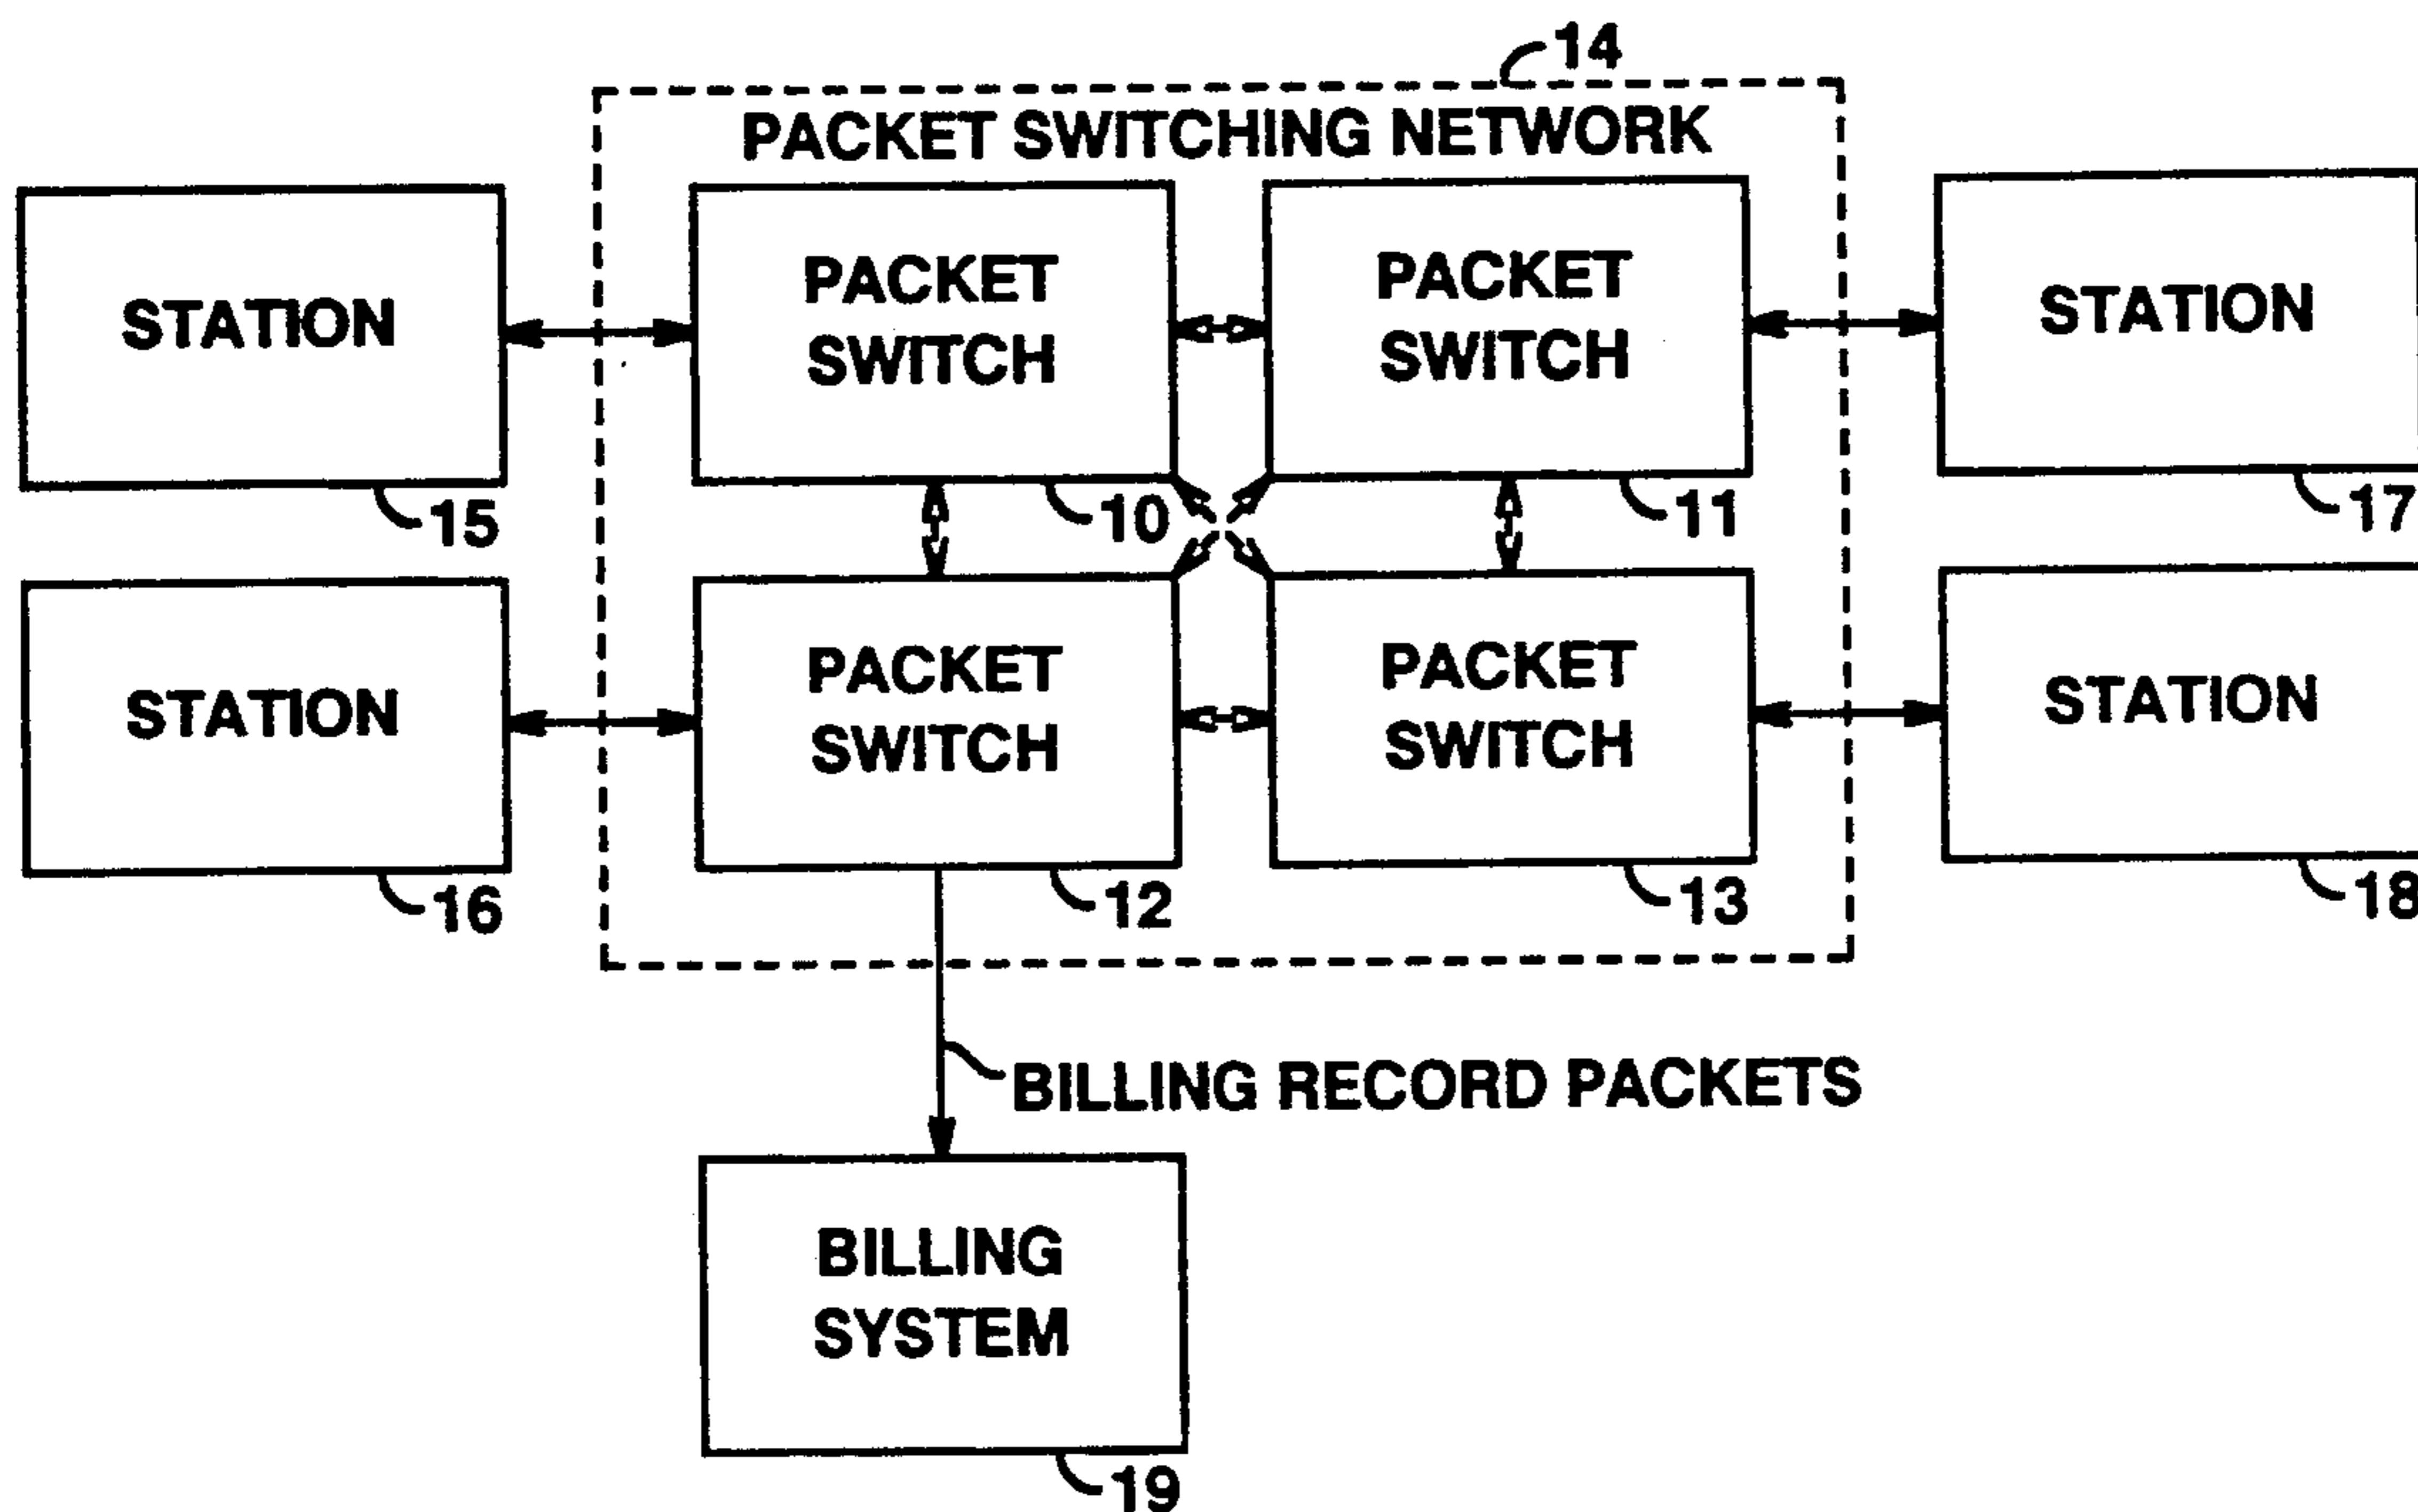 14
PACKET SWITCHING NETWORK
STATION
PACKET
SWITCH
PACKET
SWITCH
STATION
15
10
11
17
STATION
PACKET
SWITCH
PACKET
SWITCH
STATION
16
12
13
18
BILLING RECORD PACKETS
BILLING
SYSTEM
19